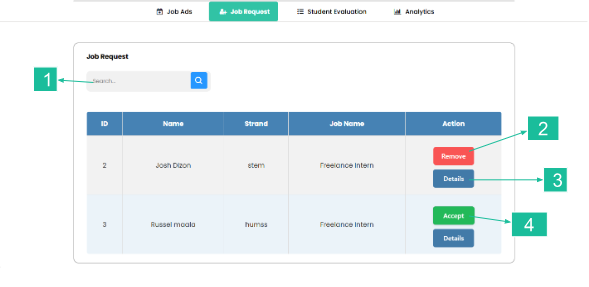 Job Ads Job Request Student Evaluation Analytics
Job Request
1 Search...
ID Name Strand Job Name Action
2
Remove
2 Josh Dizon stem Freelance Intern
Details 3
Accept 4
3 Russel maala humss Freelance Intern
Details